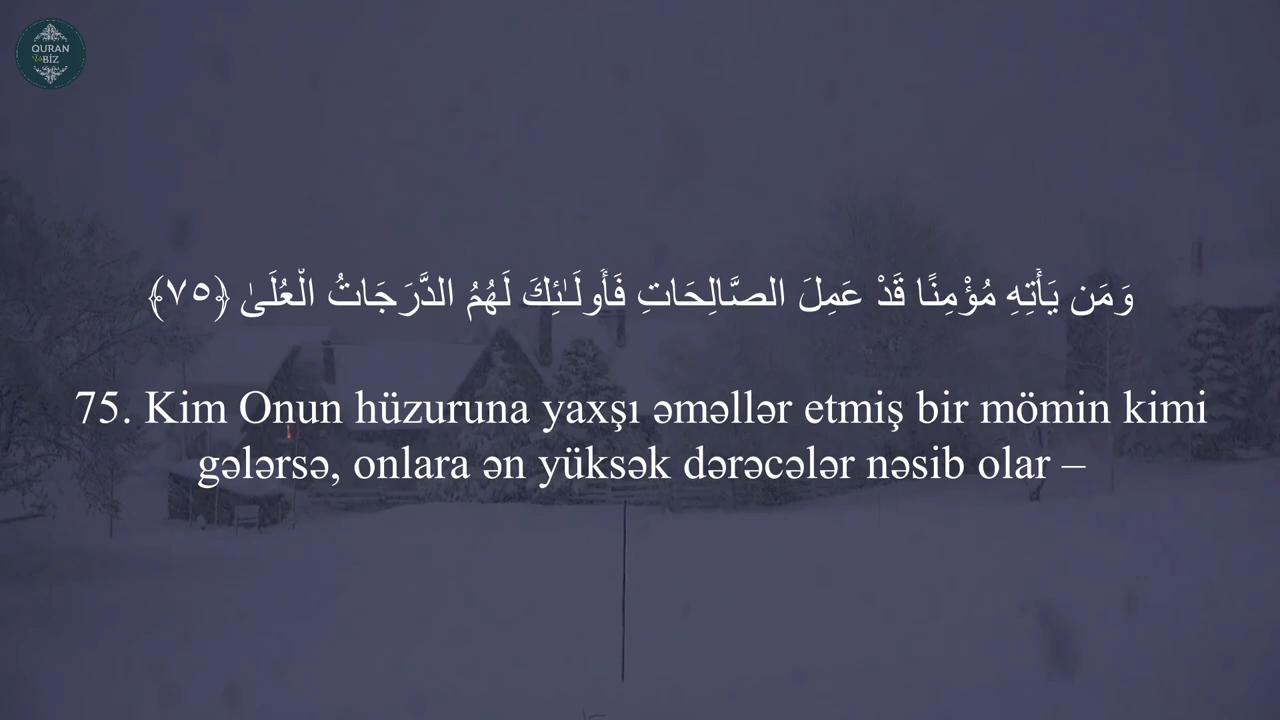 QURAN
Və BİZ
وَمَن يَأْتِهِ مُؤْمِنًا قَدْ عَمِلَ الصَّالِحَاتِ فَأُولَـٰئِكَ لَهُمُ الدَّرَجَاتُ الْعُلَىٰ ﴿٧٥﴾
75. Kim Onun hüzuruna yaxşı əməllər etmiş bir mömin kimi
gələrsə, onlara ən yüksək dərəcələr nəsib olar –